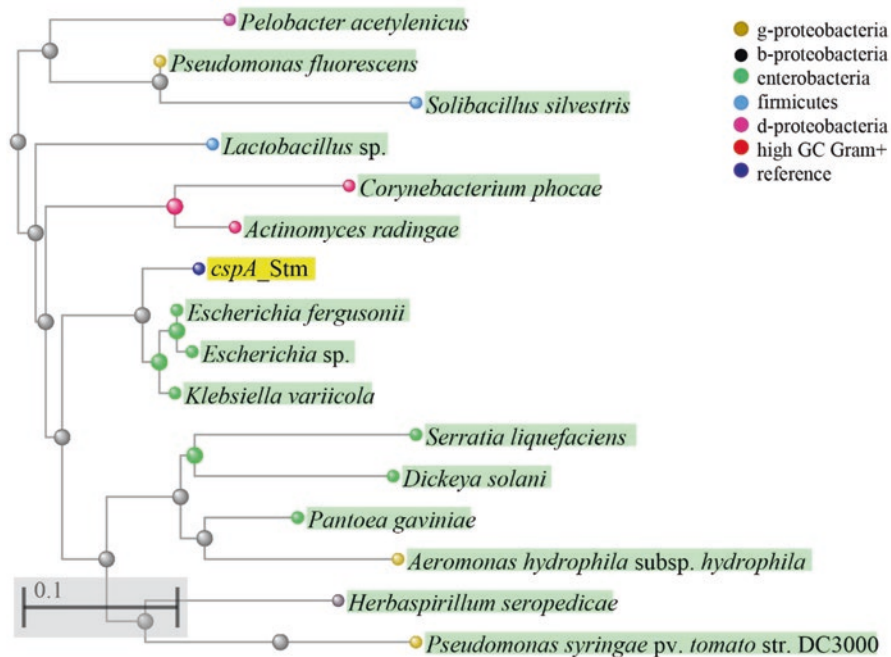 Pelobacter acetylenicus
Pseudomonas fluorescens
Solibacillus silvestris
Lactobacillus sp.
Corynebacterium phocae
Actinomyces radingae
cspA_Stm
Escherichia fergusonii
Escherichia sp.
Klebsiella variicola
Serratia liquefaciens
Dickeya solani
Pantoea gaviniae
Aeromonas hydrophila subsp. hydrophila
Herbaspirillum seropedicae
Pseudomonas syringae pv. tomato str. DC3000
0.1
g-proteobacteria
b-proteobacteria
enterobacteria
firmicutes
d-proteobacteria
high GC Gram+
reference